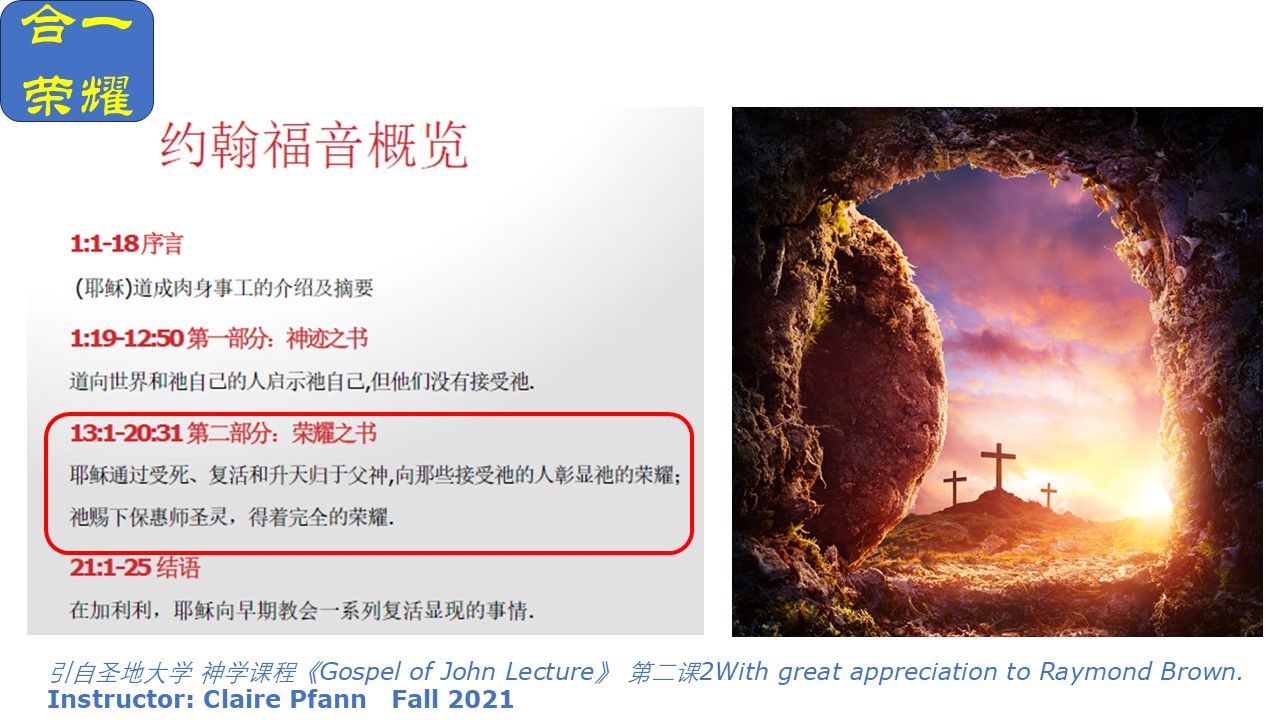 合一
荣耀
约翰福音概览
1:1-18 序言
(耶稣)道成肉身事工的介绍及摘要
1:19-12:50 第一部分：神迹之书
道向世界和祂自己的人启示祂自己,但他们没有接受祂.
13:1-20:31 第二部分：荣耀之书
耶稣通过受死、复活和升天归于父神,向那些接受祂的人彰显祂的荣耀;
祂赐下保惠师圣灵，得着完全的荣耀.
21:1-25 结语
在加利利，耶稣向早期教会一系列复活显现的事情.
引自圣地大学 神学课程《Gospel of John Lecture》 第二课2With great appreciation to Raymond Brown.
Instructor: Claire Pfann Fall 2021